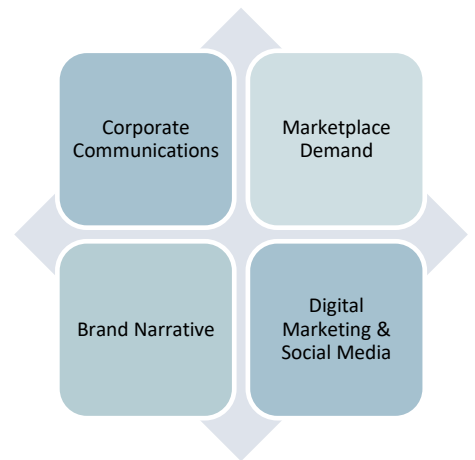 Corporate
Communications
Marketplace
Demand
Brand Narrative
Digital
Marketing &
Social Media